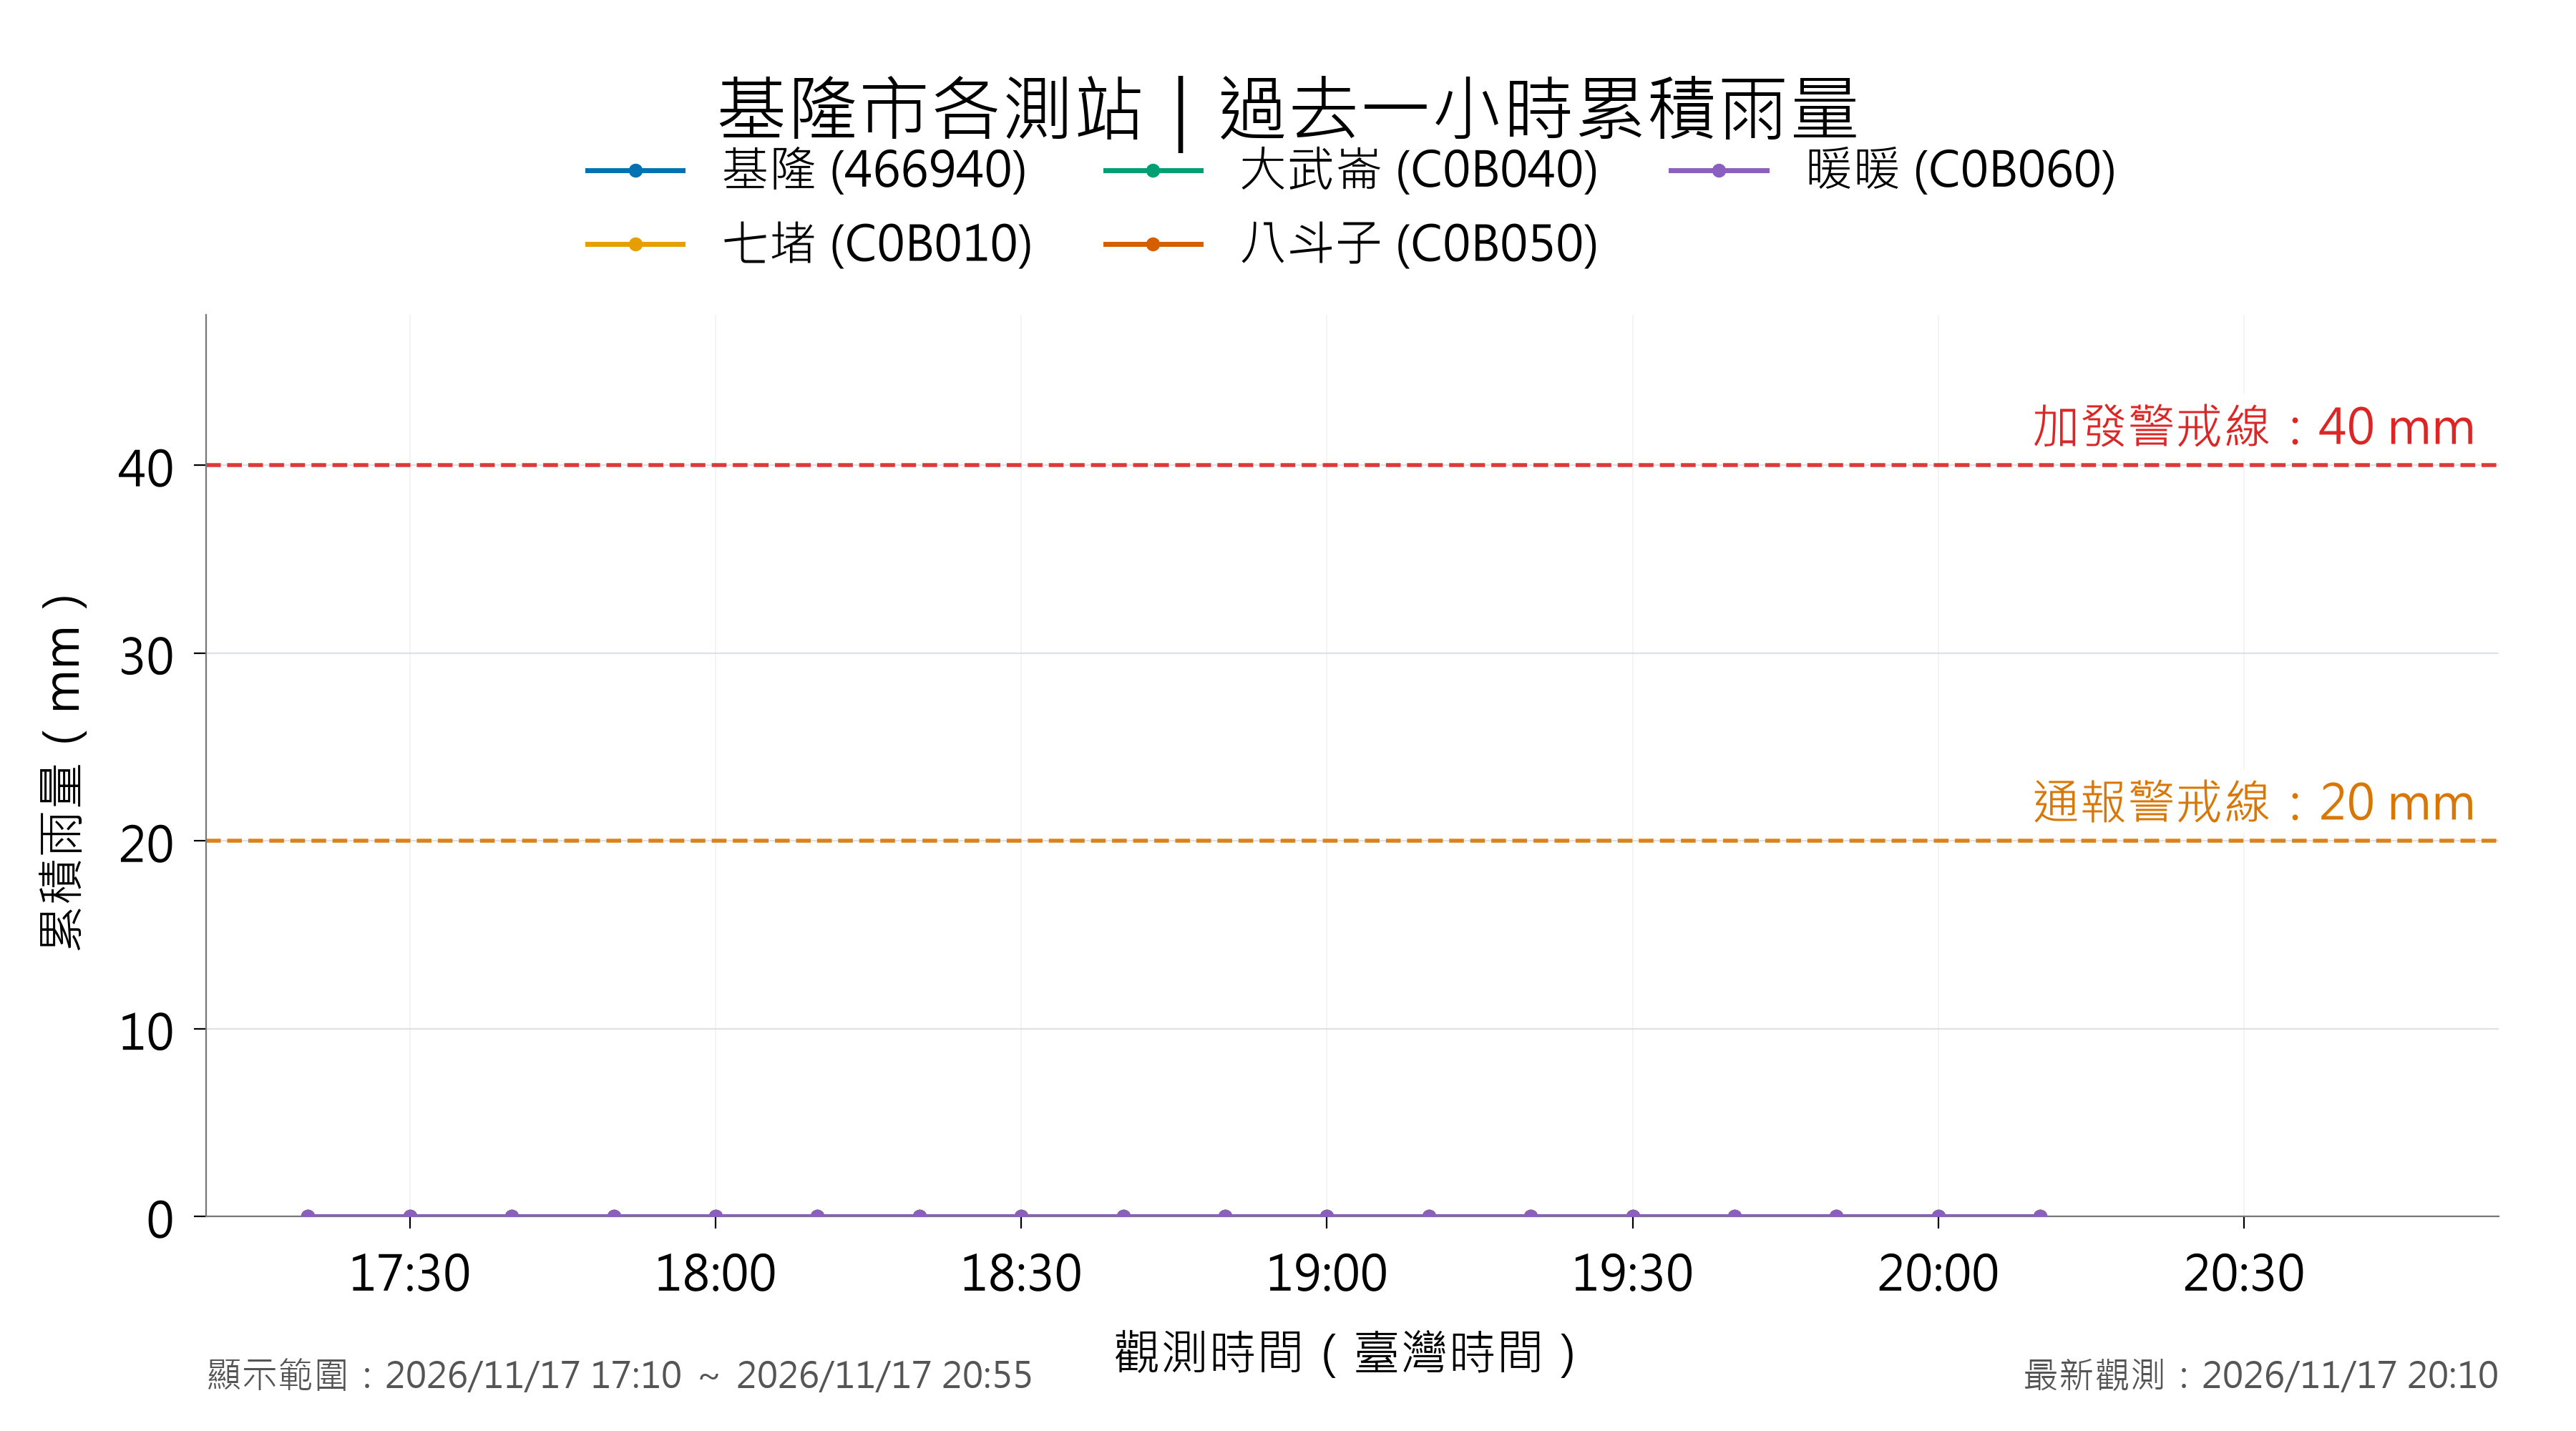 基隆市各測站｜過去一小時累積雨量
基隆 (466940)
七堵 (C0B010)
大武崙 (C0B040)
八斗子 (C0B050)
暖暖 (C0B060)
累積雨量（mm）
40
30
20
10
0
加發警戒線：40 mm
通報警戒線：20 mm
17:30
18:00
18:30
19:00
19:30
20:00
20:30
觀測時間（臺灣時間）
顯示範圍：2026/11/17 17:10 ~ 2026/11/17 20:55
最新觀測：2026/11/17 20:10